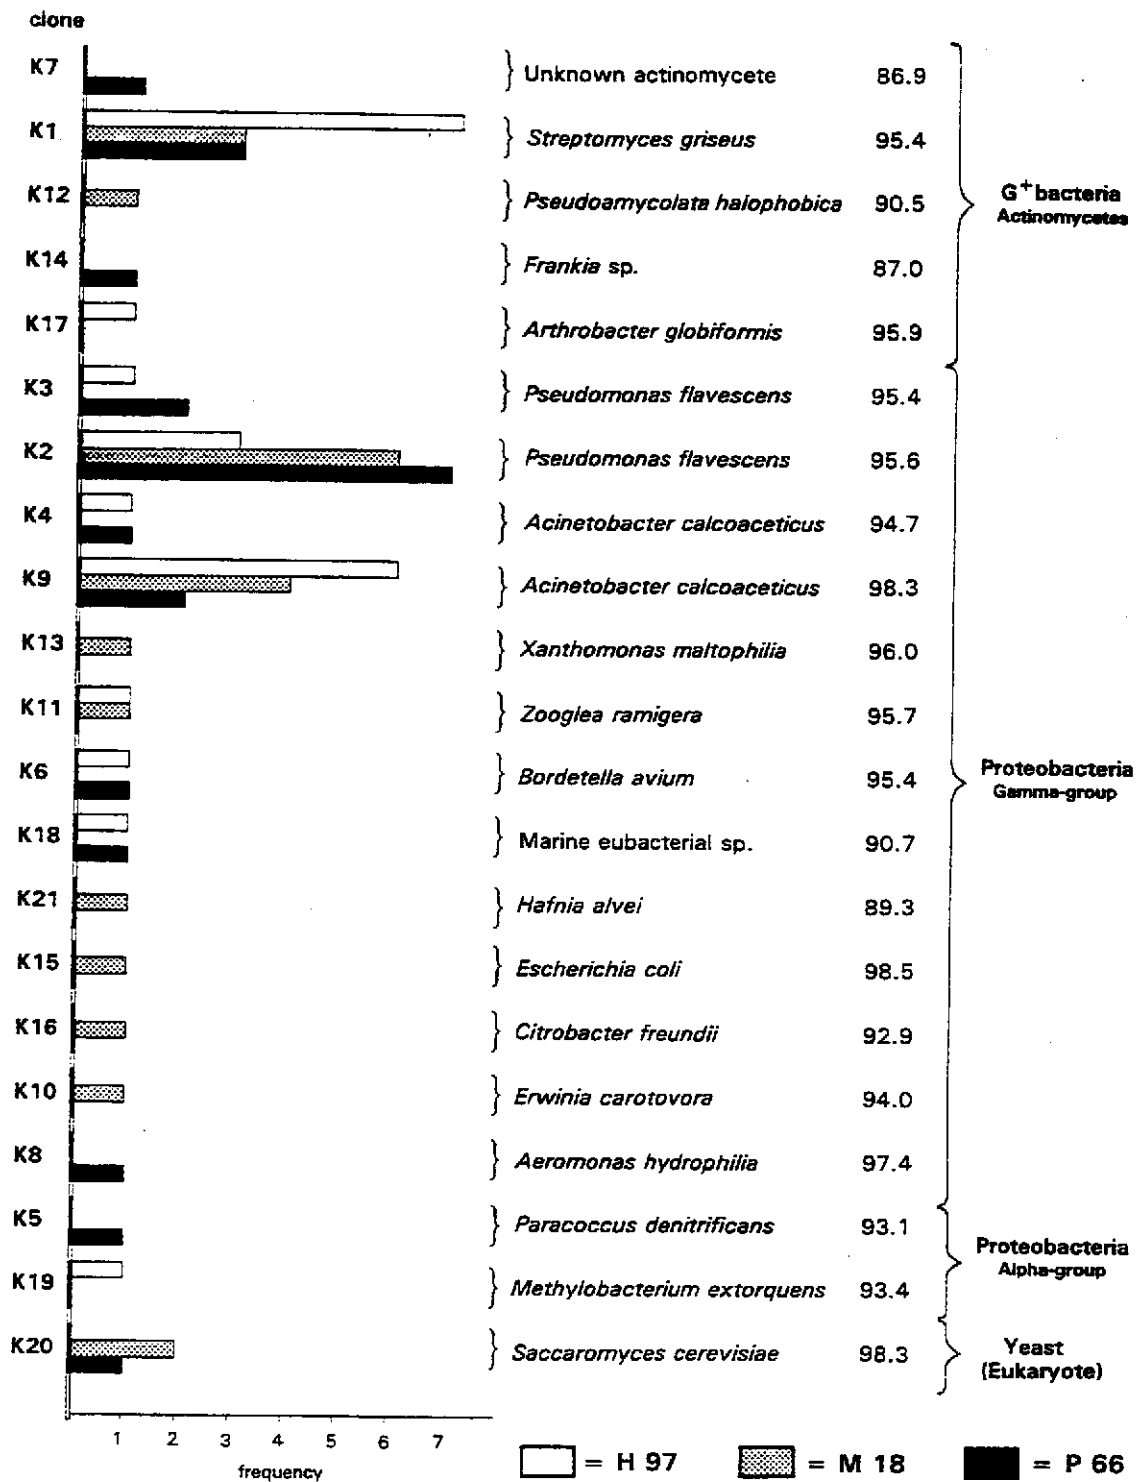 clone
K7 Unknown actinomycete 86.9
K1 Streptomyces griseus 95.4
K12 Pseudoamycolata halophobica 90.5
G+ bacteria
Actinomycetes
K14 Frankia sp. 87.0
K17 Arthrobacter globiformis 95.9
K3 Pseudomonas flavescens 95.4
K2 Pseudomonas flavescens 95.6
K4 Acinetobacter calcoaceticus 94.7
K9 Acinetobacter calcoaceticus 98.3
K13 Xanthomonas maltophilia 96.0
K11 Zooglea ramigera 95.7
K6 Bordetella avium 95.4
Proteobacteria
Gamma-group
K18 Marine eubacterial sp. 90.7
K21 Hafnia alvei 89.3
K15 Escherichia coli 98.5
K16 Citrobacter freundii 92.9
K10 Erwinia carotovora 94.0
K8 Aeromonas hydrophilia 97.4
K5 Paracoccus denitrificans 93.1
Proteobacteria
Alpha-group
K19 Methylobacterium extorquens 93.4
K20 Saccaromyces cerevisiae 98.3
Yeast
(Eukaryote)
1 2 3 4 5 6 7
frequency
= H 97 = M 18 = P 66